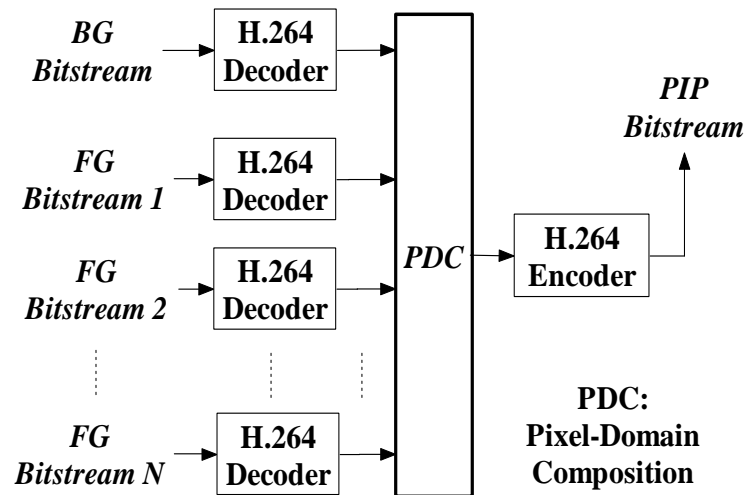 BG
Bitstream
H.264
Decoder
FG
Bitstream 1
H.264
Decoder
FG
Bitstream 2
H.264
Decoder
FG
Bitstream N
H.264
Decoder
PDC
H.264
Encoder
PIP
Bitstream
PDC:
Pixel-Domain
Composition